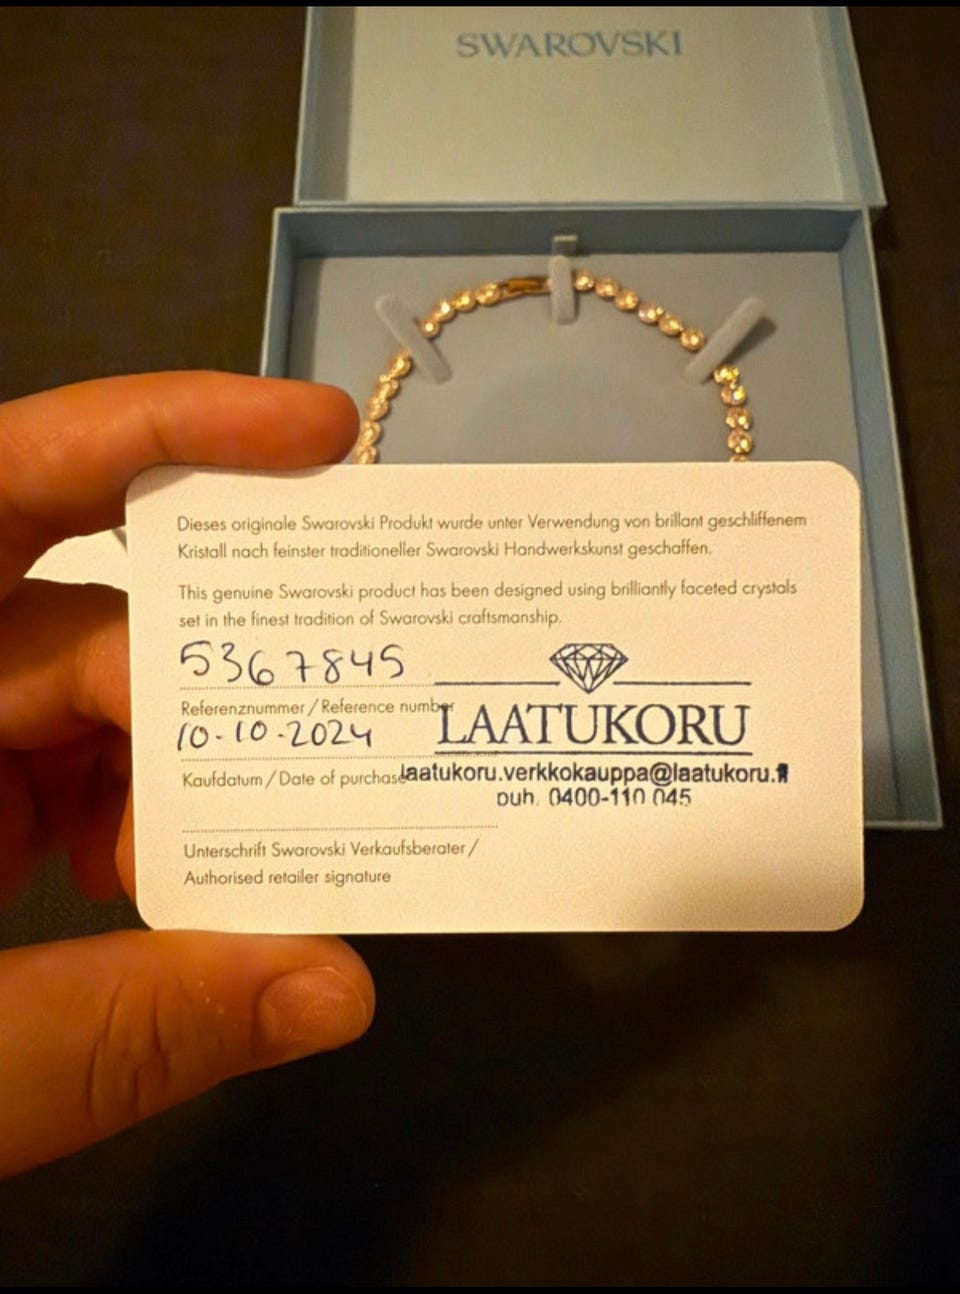 SWAROVSKI
Dieses originale Swarovski Produkt wurde unter Verwendung von brillant geschliffenem
Kristall nach feinster traditioneller Swarovski Handwerkskunst geschaffen.
This genuine Swarovski product has been designed using brilliantly faceted crystals
set in the finest tradition of Swarovski craftsmanship.
5367845
Referenznummer / Reference number
10-10-2024
LAATUKORU
Kaufdatum / Date of purchase
laatukoru.verkkokauppa@laatukoru.fi
puh. 0400-110 045
Unterschrift Swarovski Verkaufsberater /
Authorised retailer signature